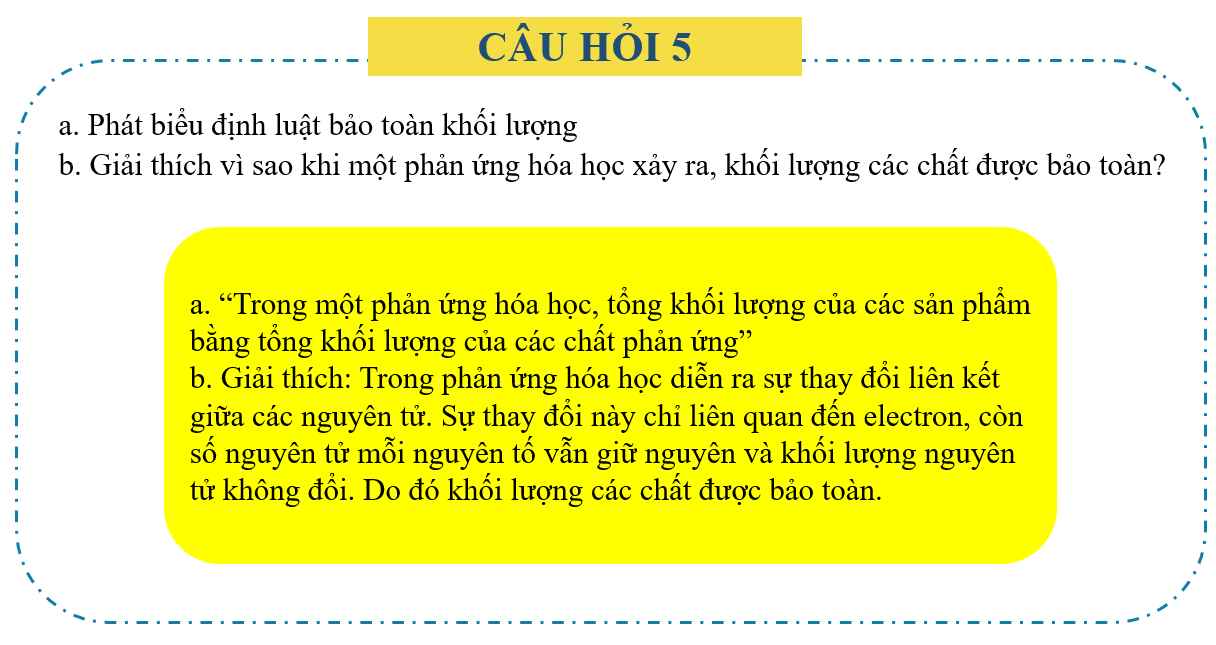 CÂU HỎI 5
a. Phát biểu định luật bảo toàn khối lượng
b. Giải thích vì sao khi một phản ứng hóa học xảy ra, khối lượng các chất được bảo toàn?
a. “Trong một phản ứng hóa học, tổng khối lượng của các sản phẩm
bằng tổng khối lượng của các chất phản ứng”
b. Giải thích: Trong phản ứng hóa học diễn ra sự thay đổi liên kết
giữa các nguyên tử. Sự thay đổi này chỉ liên quan đến electron, còn
số nguyên tử mỗi nguyên tố vẫn giữ nguyên và khối lượng nguyên
tử không đổi. Do đó khối lượng các chất được bảo toàn.